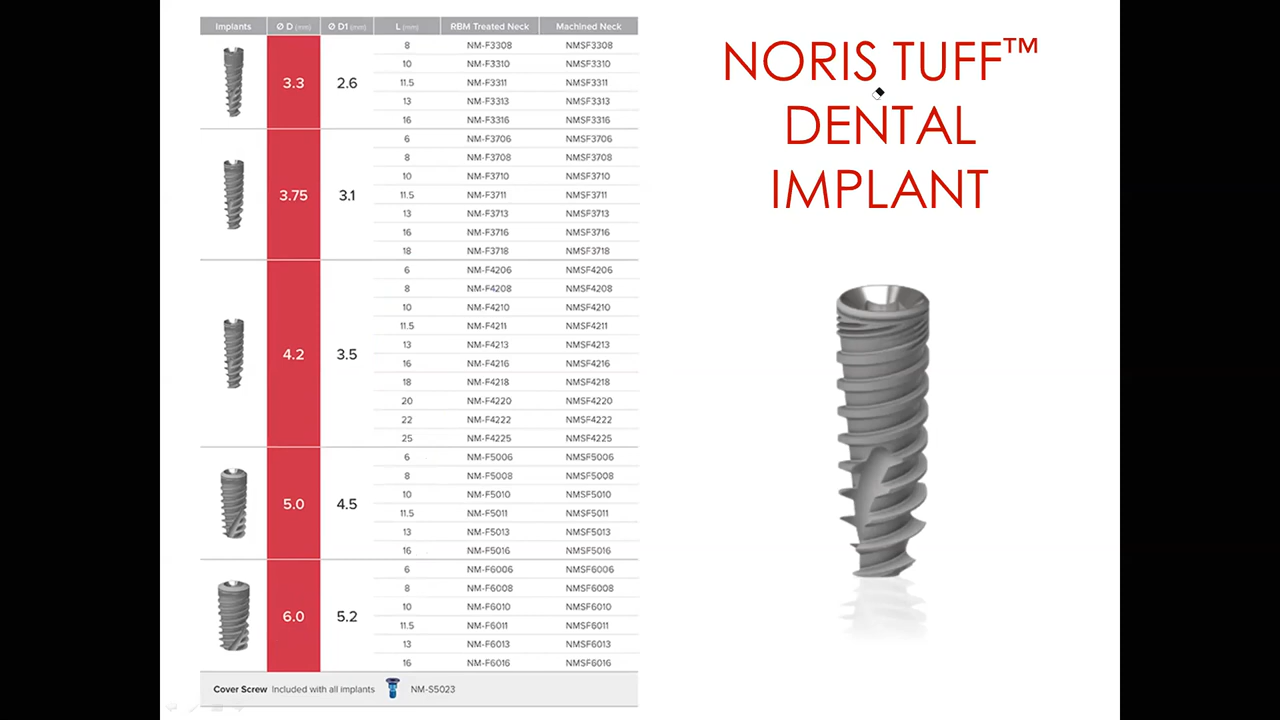 Implants Ø D (mm) Ø D1 (mm) L (mm) RBM Treated Neck Machined Neck
8 NM-F3308 NMSF3308
10 NM-F3310 NMSF3310
3.3 2.6 11.5 NM-F3311 NMSF3311
13 NM-F3313 NMSF3313
16 NM-F3316 NMSF3316
6 NM-F3706 NMSF3706
8 NM-F3708 NMSF3708
10 NM-F3710 NMSF3710
3.75 3.1 11.5 NM-F3711 NMSF3711
13 NM-F3713 NMSF3713
16 NM-F3716 NMSF3716
18 NM-F3718 NMSF3718
6 NM-F4206 NMSF4206
8 NM-F4208 NMSF4208
10 NM-F4210 NMSF4210
11.5 NM-F4211 NMSF4211
13 NM-F4213 NMSF4213
4.2 3.5
16 NM-F4216 NMSF4216
18 NM-F4218 NMSF4218
20 NM-F4220 NMSF4220
22 NM-F4222 NMSF4222
25 NM-F4225 NMSF4225
6 NM-F5006 NMSF5006
8 NM-F5008 NMSF5008
10 NM-F5010 NMSF5010
5.0 4.5
11.5 NM-F5011 NMSF5011
13 NM-F5013 NMSF5013
16 NM-F5016 NMSF5016
6 NM-F6006 NMSF6006
8 NM-F6008 NMSF6008
10 NM-F6010 NMSF6010
6.0 5.2
11.5 NM-F6011 NMSF6011
13 NM-F6013 NMSF6013
16 NM-F6016 NMSF6016
Cover Screw Included with all implants NM-S5023
NORIS TUFF™
DENTAL
IMPLANT